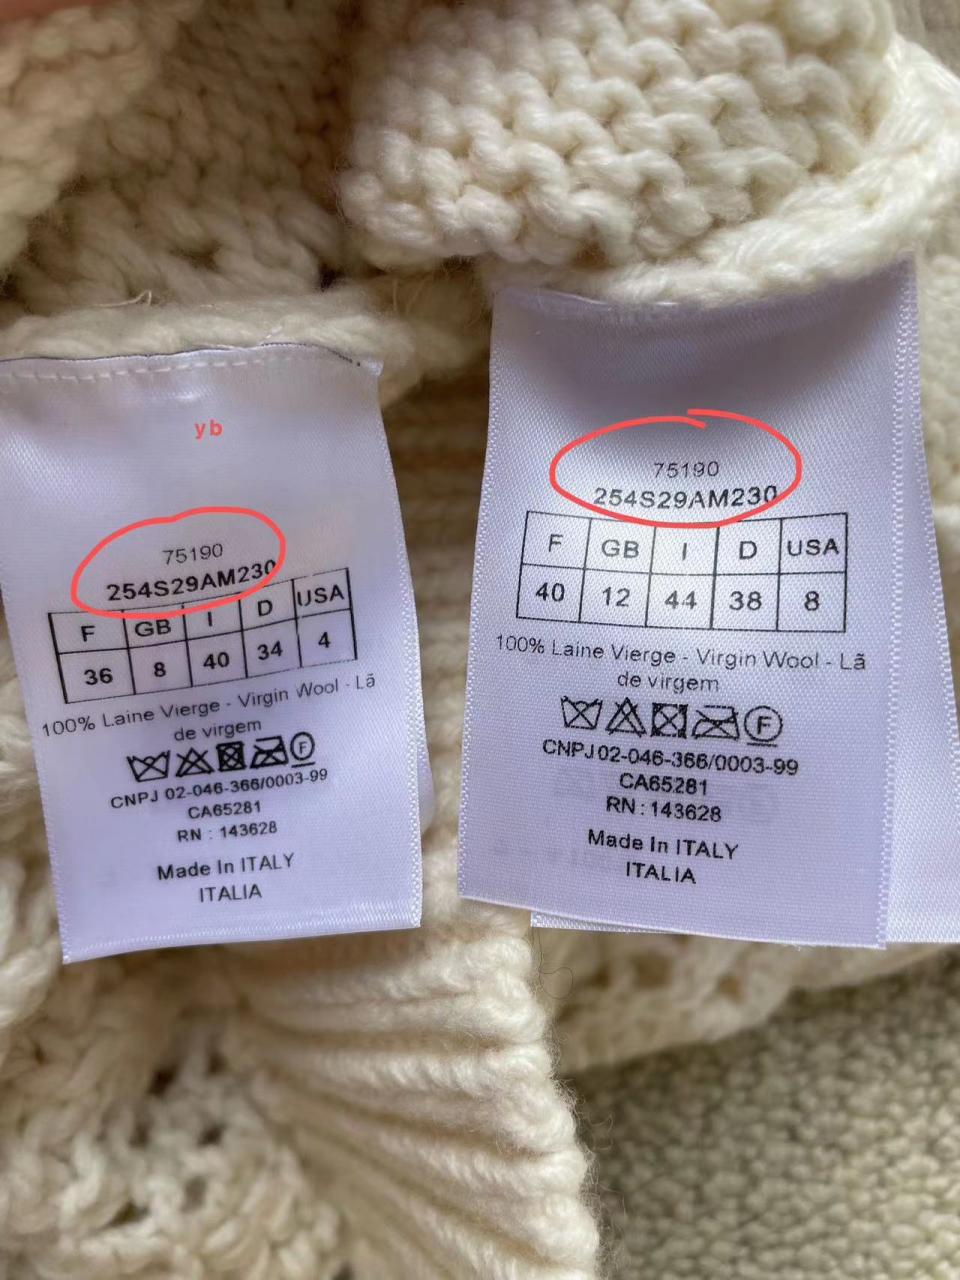 yb
75190
254S29AM230
F GB I D USA
36 8 40 34 4
100% Laine Vierge - Virgin Wool - Lã
de virgem
CNPJ 02-046-366/0003-99
CA65281
RN : 143628
Made In ITALY
ITALIA
75190
254S29AM230
F GB I D USA
40 12 44 38 8
100% Laine Vierge - Virgin Wool - Lã
de virgem
F
CNPJ 02-046-366/0003-99
CA65281
RN : 143628
Made In ITALY
ITALIA